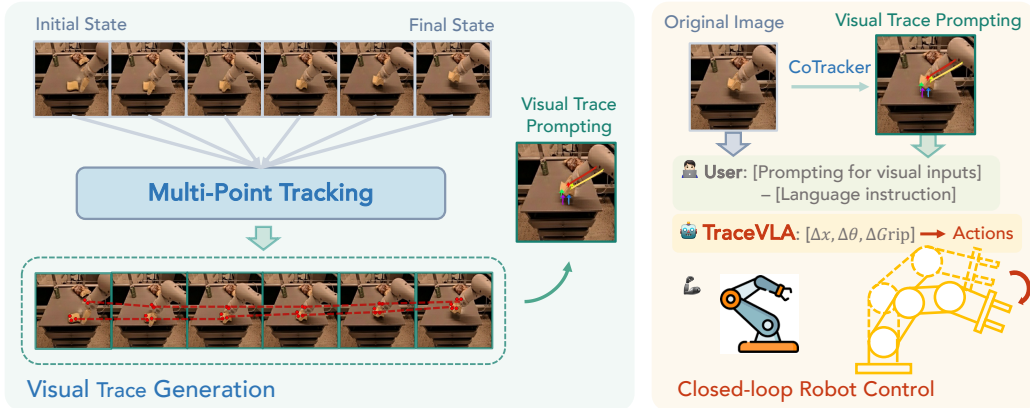 Initial State
Final State
Multi-Point Tracking
Visual Trace
Prompting
Visual Trace Generation
Original Image
Visual Trace Prompting
CoTracker
User: [Prompting for visual inputs]
– [Language instruction]
TraceVLA: [Δx, Δθ, ΔGrip] → Actions
Closed-loop Robot Control